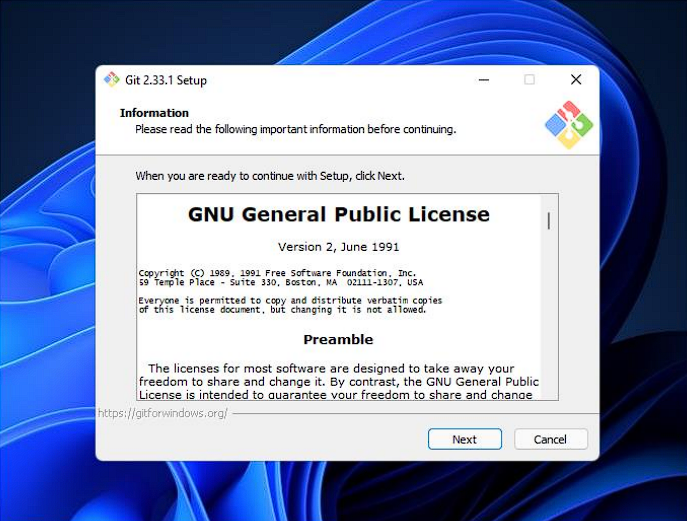 Git 2.33.1 Setup
Information
Please read the following important information before continuing.
When you are ready to continue with Setup, click Next.
GNU General Public License
Version 2, June 1991
Copyright (C) 1989, 1991 Free Software Foundation, Inc.
59 Temple Place - Suite 330, Boston, MA  02111-1307, USA
Everyone is permitted to copy and distribute verbatim copies
of this license document, but changing it is not allowed.
Preamble
The licenses for most software are designed to take away your
freedom to share and change it. By contrast, the GNU General Public
License is intended to guarantee your freedom to share and change
https://gitforwindows.org/
Next
Cancel